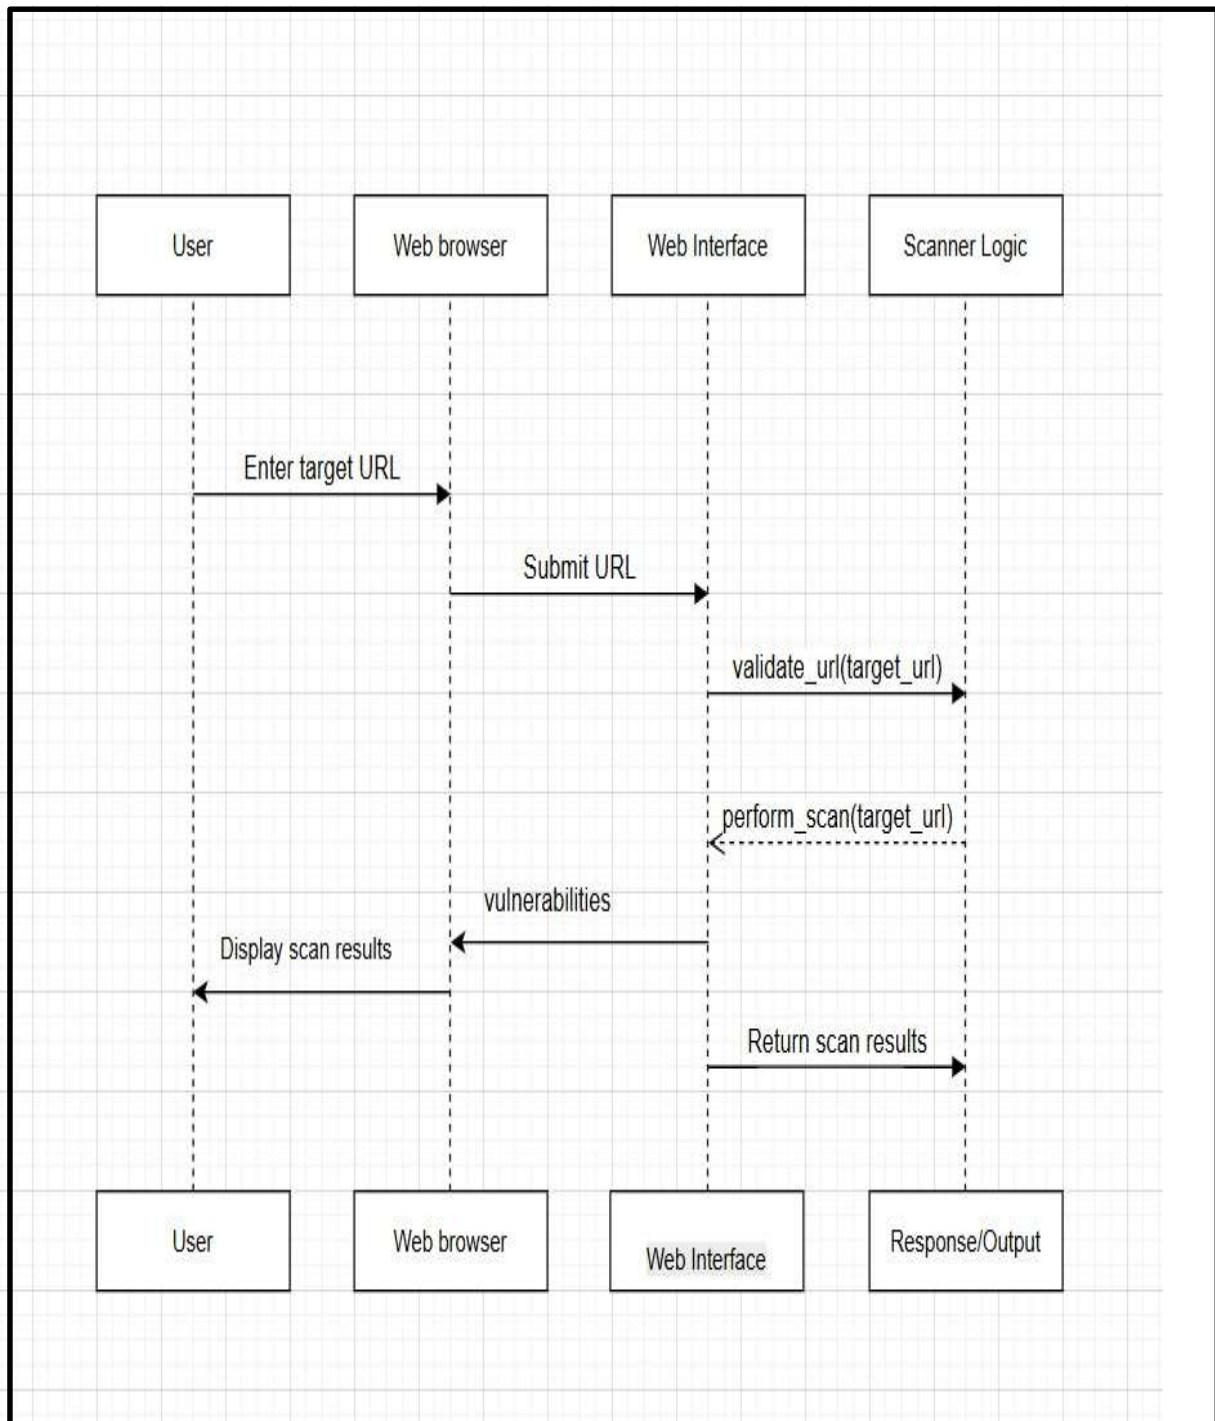 User
Web browser
Web Interface
Scanner Logic
Enter target URL
Submit URL
validate_url(target_url)
perform_scan(target_url)
vulnerabilities
Display scan results
Return scan results
User
Web browser
Web Interface
Response/Output